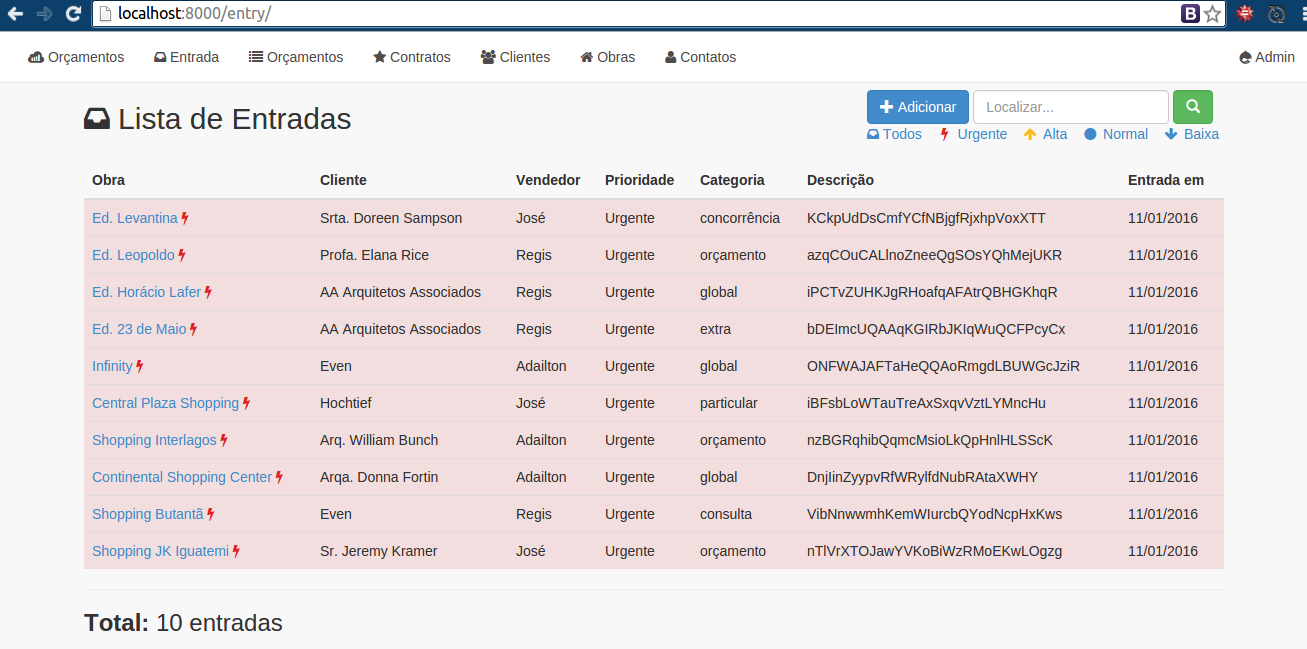 localhost:8000/entry/
Orçamentos Entrada Orçamentos Contratos Clientes Obras Contatos Admin
Lista de Entradas
Adicionar Localizar...
Todos Urgente Alta Normal Baixa
Obra Cliente Vendedor Prioridade Categoria Descrição Entrada em
Ed. Levantina Srta. Doreen Sampson José Urgente concorrência KCkpUdDsCmfYCfNBjgfRjxhpVoxXTT 11/01/2016
Ed. Leopoldo Profa. Elana Rice Regis Urgente orçamento azqCOuCALlnoZneeQgSOsYQhMejUKR 11/01/2016
Ed. Horácio Lafer AA Arquitetos Associados Regis Urgente global iPCTvZUHKJgRHoafqAFAtrQBHGKhqR 11/01/2016
Ed. 23 de Maio AA Arquitetos Associados Regis Urgente extra bDEImcUQAAqKGIRbJKIqWuQCFPcyCx 11/01/2016
Infinity Even Adailton Urgente global ONFWAJAFTaHeQQAoRmgdLBUWGcJziR 11/01/2016
Central Plaza Shopping Hochtief José Urgente particular iBFsbLoWTauTreAxSxqvVztLYMncHu 11/01/2016
Shopping Interlagos Arq. William Bunch Adailton Urgente orçamento nzBGRqhibQqmcMsioLkQpHnlHLSScK 11/01/2016
Continental Shopping Center Arqa. Donna Fortin Adailton Urgente global DnjIinZyypvRfWRylfdNubRAtaXWHY 11/01/2016
Shopping Butantã Even Regis Urgente consulta VibNnwwmhKemWIurcbQYodNcpHxKws 11/01/2016
Shopping JK Iguatemi Sr. Jeremy Kramer José Urgente orçamento nTlVrXTOJawYVKoBiWzRMoEKwLOgzg 11/01/2016
Total: 10 entradas